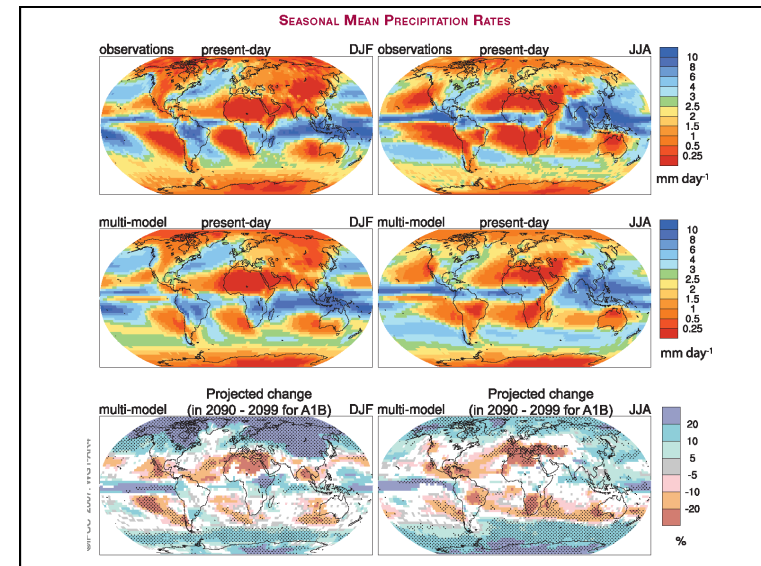 SEASONAL MEAN PRECIPITATION RATES
observations present-day DJF
observations present-day JJA
10
8
6
4
3
2.5
2
1.5
1
0.5
0.25
mm day-1
multi-model present-day DJF
multi-model present-day JJA
10
8
6
4
3
2.5
2
1.5
1
0.5
0.25
mm day-1
Projected change
multi-model (in 2090 - 2099 for A1B) DJF
Projected change
multi-model (in 2090 - 2099 for A1B) JJA
20
10
5
-5
-10
-20
%
2007: